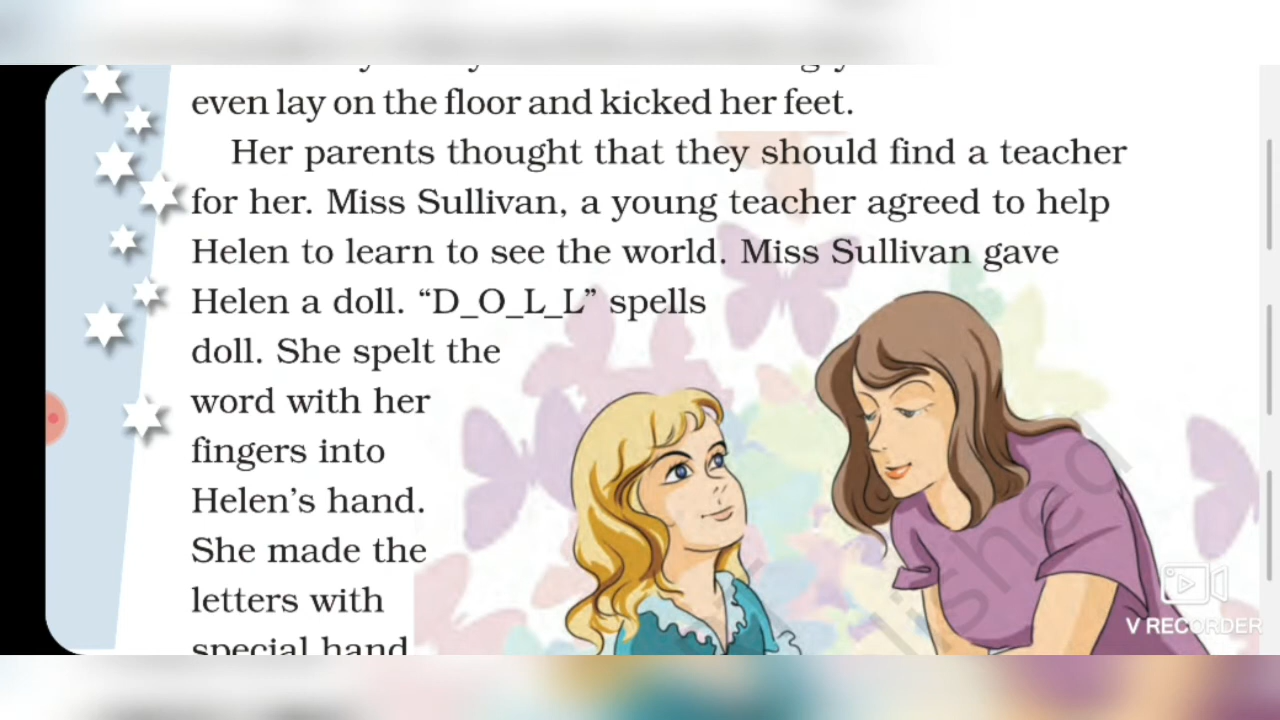 even lay on the floor and kicked her feet.
Her parents thought that they should find a teacher
for her. Miss Sullivan, a young teacher agreed to help
Helen to learn to see the world. Miss Sullivan gave
Helen a doll. “D_O_L_L” spells
doll. She spelt the
word with her
fingers into
Helen’s hand.
She made the
letters with
special hand
lished
V RECORDER